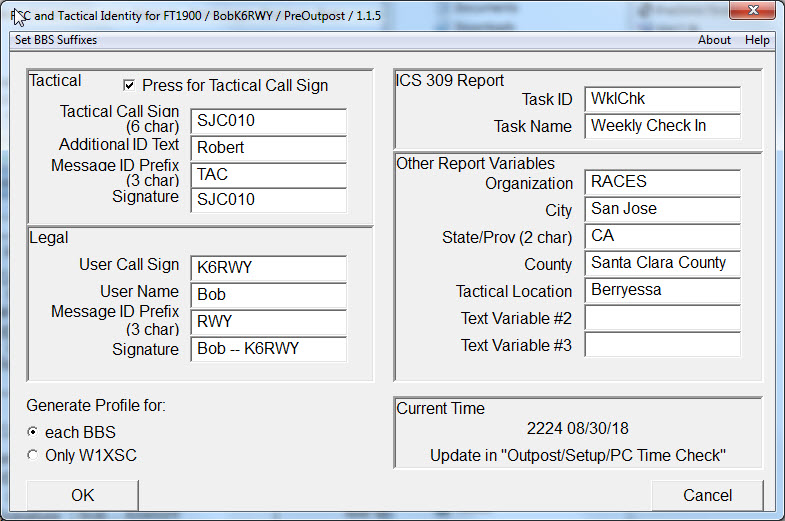 and Tactical Identity for FT1900 / BobK6RWY / PreOutpost / 1.1.5
Set BBS Suffixes About Help
Tactical
Press for Tactical Call Sign
Tactical Call Sign
(6 char)
SJC010
Additional ID Text
Robert
Message ID Prefix
(3 char)
TAC
Signature
SJC010
Legal
User Call Sign
K6RWY
User Name
Bob
Message ID Prefix
(3 char)
RWY
Signature
Bob -- K6RWY
Generate Profile for:
each BBS
Only W1XSC
OK
ICS 309 Report
Task ID
WklChk
Task Name
Weekly Check In
Other Report Variables
Organization
RACES
City
San Jose
State/Prov (2 char)
CA
County
Santa Clara County
Tactical Location
Berryessa
Text Variable #2
Text Variable #3
Current Time
2224 08/30/18
Update in "Outpost/Setup/PC Time Check"
Cancel